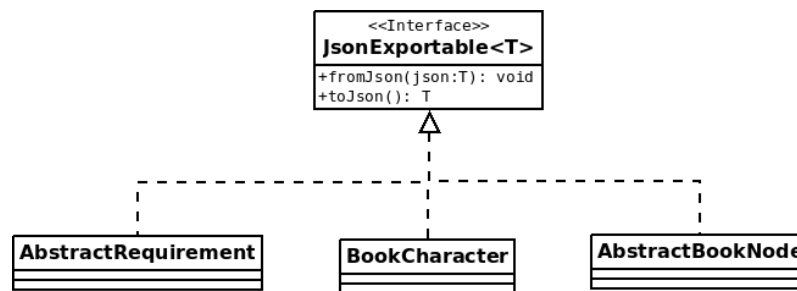 <<Interface>>
JsonExportable<T>
+fromJson(json:T): void
+toJson(): T
AbstractRequirement
BookCharacter
AbstractBookNode